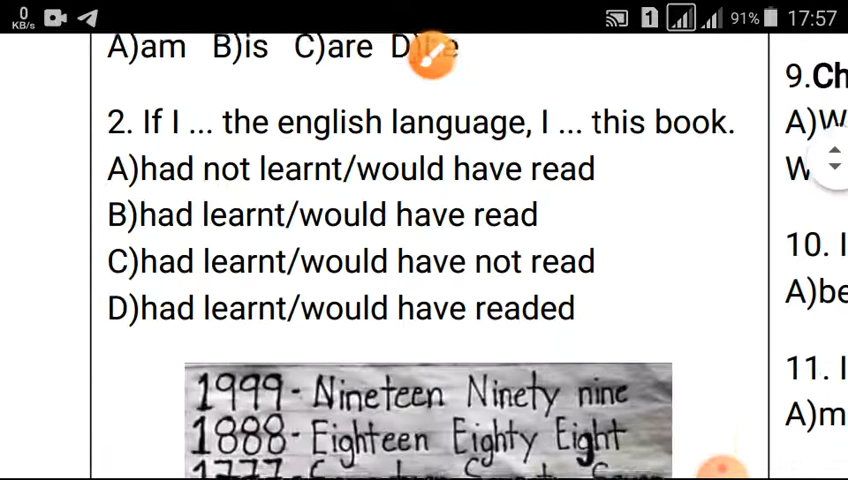 0
KB/s
1
91%
17:57
A)am B)is C)are
2. If I ... the english language, I ... this book.
A)had not learnt/would have read
B)had learnt/would have read
C)had learnt/would have not read
D)had learnt/would have readed
1999- Nineteen Ninety nine
1888- Eighteen Eighty Eight
9.Ch
A)W
W
10. I
A)be
11. I
A)m